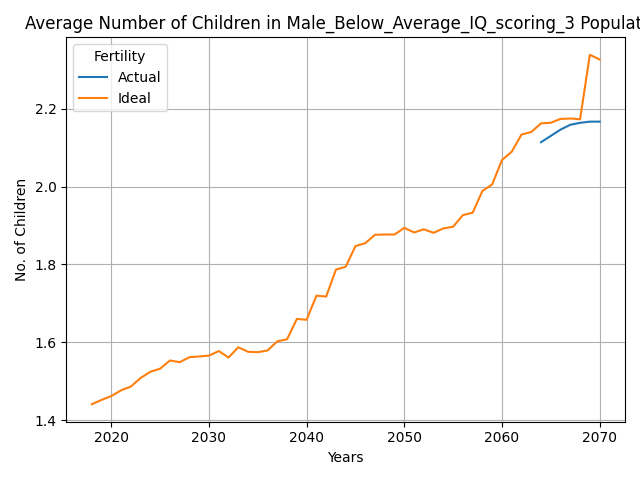 Average Number of Children in Male_Below_Average_IQ_scoring_3 Populat
Fertility
Actual
Ideal
No. of Children
2.2
2.0
1.8
1.6
1.4
2020 2030 2040 2050 2060 2070
Years